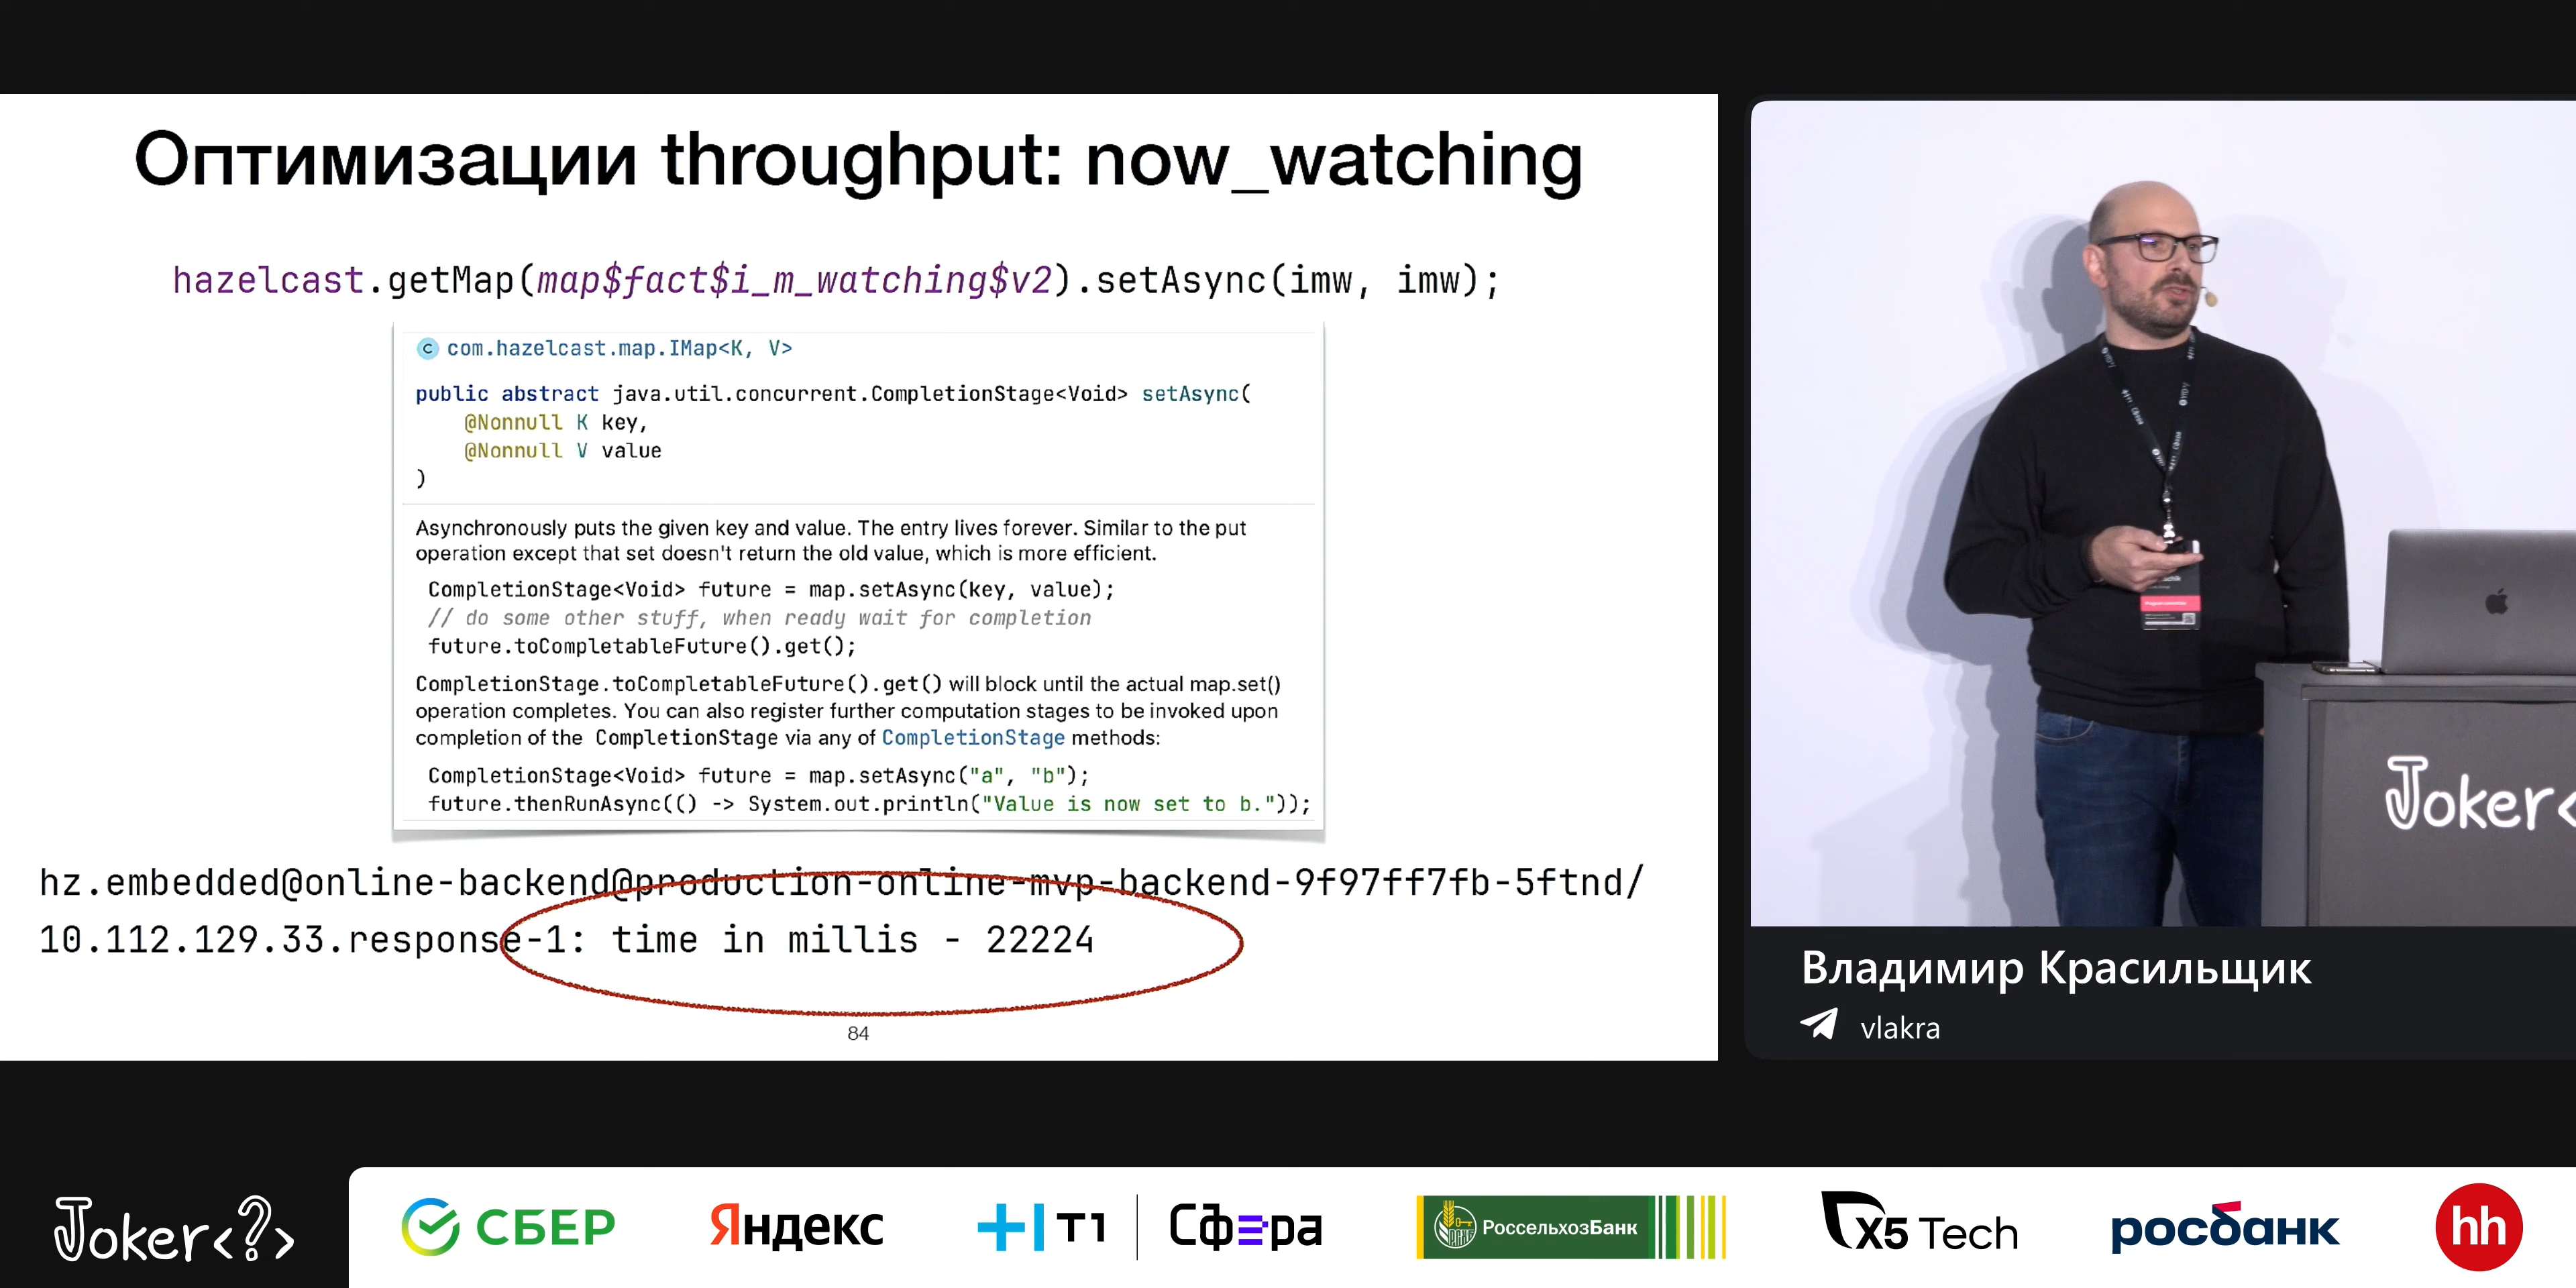 Оптимизации throughput: now_watching
hazelcast.getMap(map$fact$i_m_watching$v2).setAsync(imw, imw);
C com.hazelcast.map.IMap<K, V>
public abstract java.util.concurrent.CompletionStage<Void> setAsync(
@Nonnull K key,
@Nonnull V value
)
Asynchronously puts the given key and value. The entry lives forever. Similar to the put
operation except that set doesn't return the old value, which is more efficient.
CompletionStage<Void> future = map.setAsync(key, value);
// do some other stuff, when ready wait for completion
future.toCompletableFuture().get();
CompletionStage.toCompletableFuture().get() will block until the actual map.set()
operation completes. You can also register further computation stages to be invoked upon
completion of the CompletionStage via any of CompletionStage methods:
CompletionStage<Void> future = map.setAsync("a", "b");
future.thenRunAsync(() -> System.out.println("Value is now set to b."));
hz.embedded@online-backend@production-online-mvp-backend-9f97ff7fb-5ftnd/
10.112.129.33.response-1: time in millis - 22224
84
Joker<
Владимир Красильщик
vlakra
Joker<?>
СБЕР
Яндекс
Т1
Сфера
РоссельхозБанк
X5 Tech
росбанк
hh